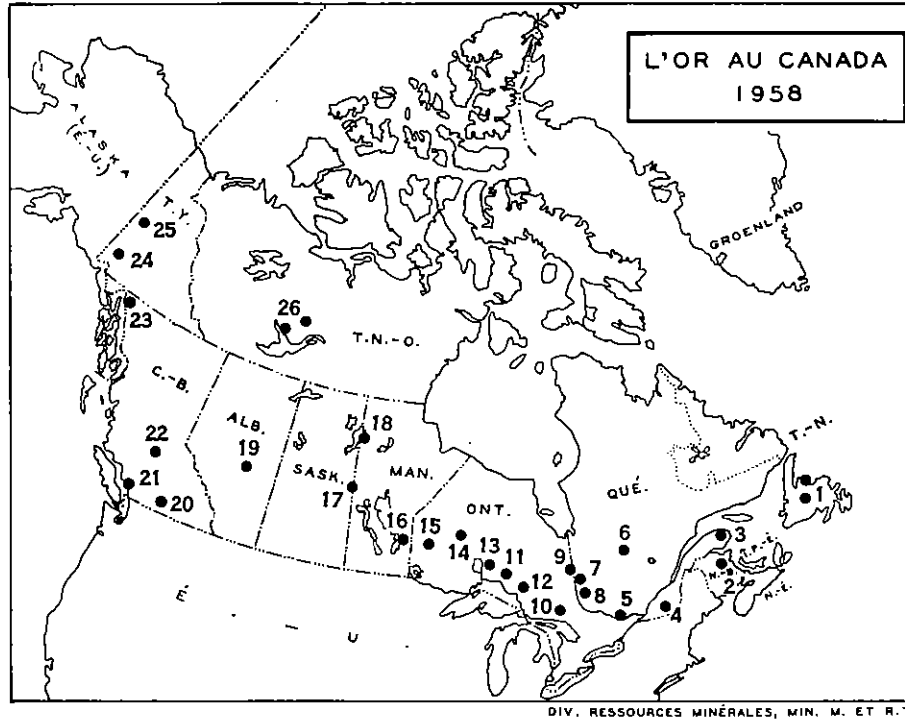 L'OR AU CANADA
1958
ALASKA
(É.-U.)
T.Y.
25
24
GROENLAND
23
26
T.N.-O.
C.-B.
ALB.
18
T.-N.
22
19
SASK.
MAN.
21
17
QUÉ.
1
20
ONT.
16
15
14
6
3
Î.P.-É.
13
11
9
7
N.-B.
2
12
8
N.-É.
10
5
4
É.-U.
DIV. RESSOURCES MINÉRALES, MIN. M. ET R.T